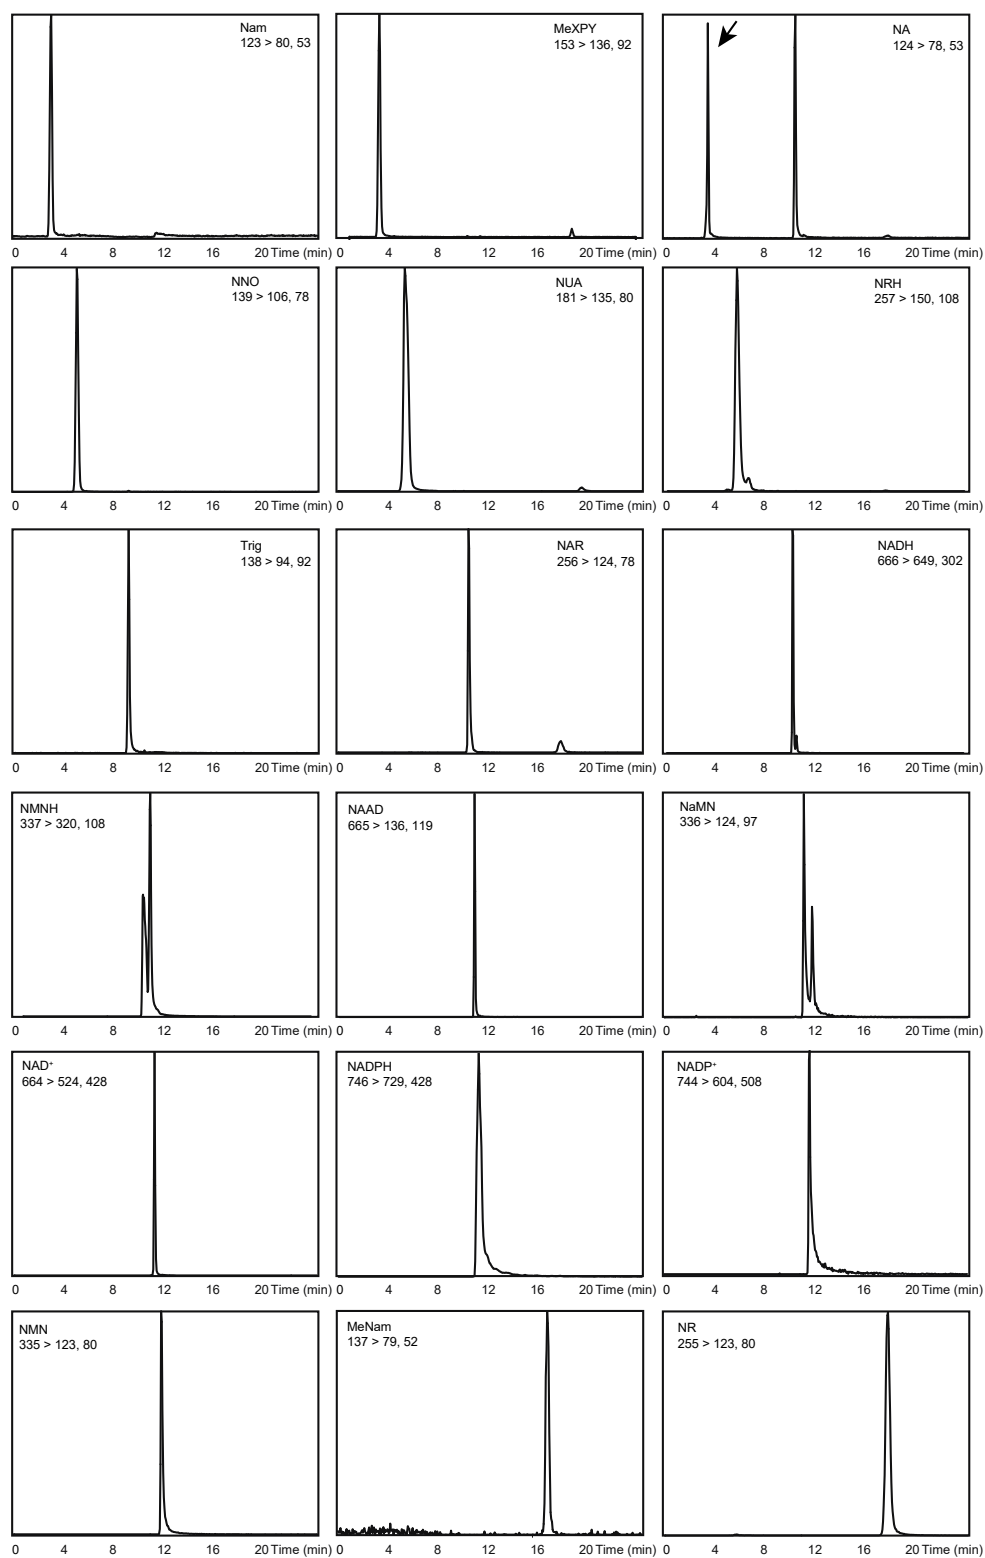 Nam
123 > 80, 53
0 4 8 12 16 20 Time (min)
MeXPY
153 > 136, 92
0 4 8 12 16 20 Time (min)
NA
124 > 78, 53
0 4 8 12 16 20 Time (min)
NNO
139 > 106, 78
0 4 8 12 16 20 Time (min)
NUA
181 > 135, 80
0 4 8 12 16 20 Time (min)
NRH
257 > 150, 108
0 4 8 12 16 20 Time (min)
Trig
138 > 94, 92
0 4 8 12 16 20 Time (min)
NAR
256 > 124, 78
0 4 8 12 16 20 Time (min)
NADH
666 > 649, 302
0 4 8 12 16 20 Time (min)
NMNH
337 > 320, 108
0 4 8 12 16 20 Time (min)
NAAD
665 > 136, 119
0 4 8 12 16 20 Time (min)
NaMN
336 > 124, 97
0 4 8 12 16 20 Time (min)
NAD⁺
664 > 524, 428
0 4 8 12 16 20 Time (min)
NADPH
746 > 729, 428
0 4 8 12 16 20 Time (min)
NADP⁺
744 > 604, 508
0 4 8 12 16 20 Time (min)
NMN
335 > 123, 80
0 4 8 12 16 20 Time (min)
MeNam
137 > 79, 52
0 4 8 12 16 20 Time (min)
NR
255 > 123, 80
0 4 8 12 16 20 Time (min)